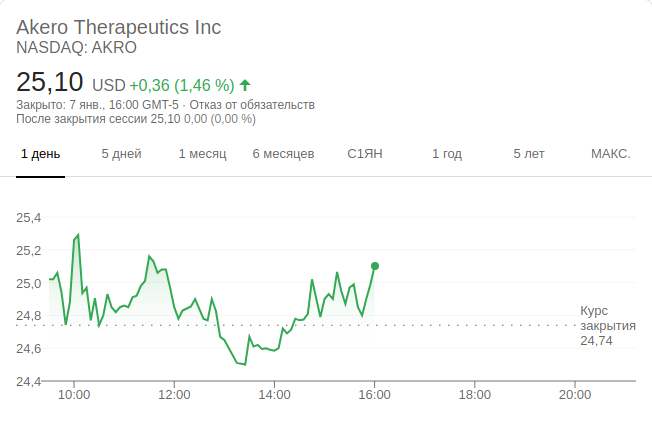 Akero Therapeutics Inc
NASDAQ: AKRO
25,10 USD +0,36 (1,46 %)
Закрыто: 7 янв., 16:00 GMT-5 · Отказ от обязательств
После закрытия сессии 25,10 0,00 (0,00 %)
1 день 5 дней 1 месяц 6 месяцев С1ЯН 1 год 5 лет МАКС.
25,4
25,2
25,0
24,8
24,6
24,4
Курс
закрытия
24,74
10:00 12:00 14:00 16:00 18:00 20:00